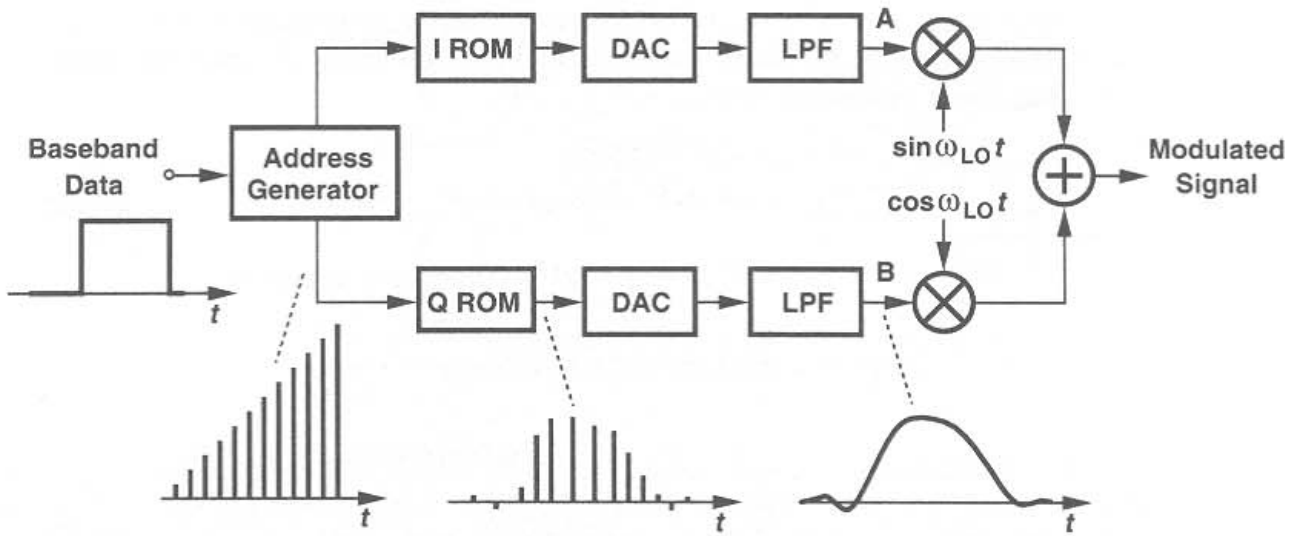 I ROM
DAC
LPF
A
sin ω_LO t
Baseband
Data
Address
Generator
Modulated
Signal
cos ω_LO t
t
Q ROM
DAC
LPF
B
t
t
t